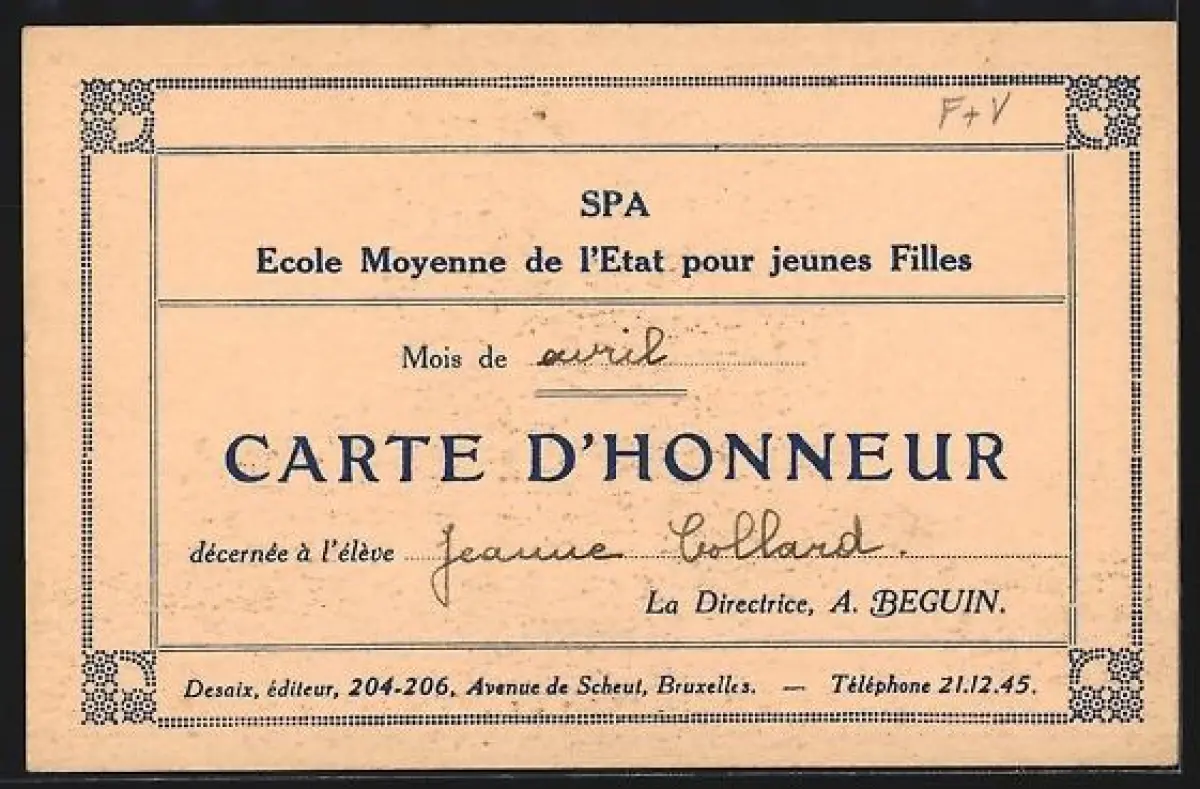 F+V
SPA
Ecole Moyenne de l'Etat pour jeunes Filles
Mois de avril
CARTE D'HONNEUR
décernée à l'élève Jeanne Collard.
La Directrice, A. BEGUIN.
Desaix, éditeur, 204-206, Avenue de Scheut, Bruxelles. — Téléphone 21.12.45.